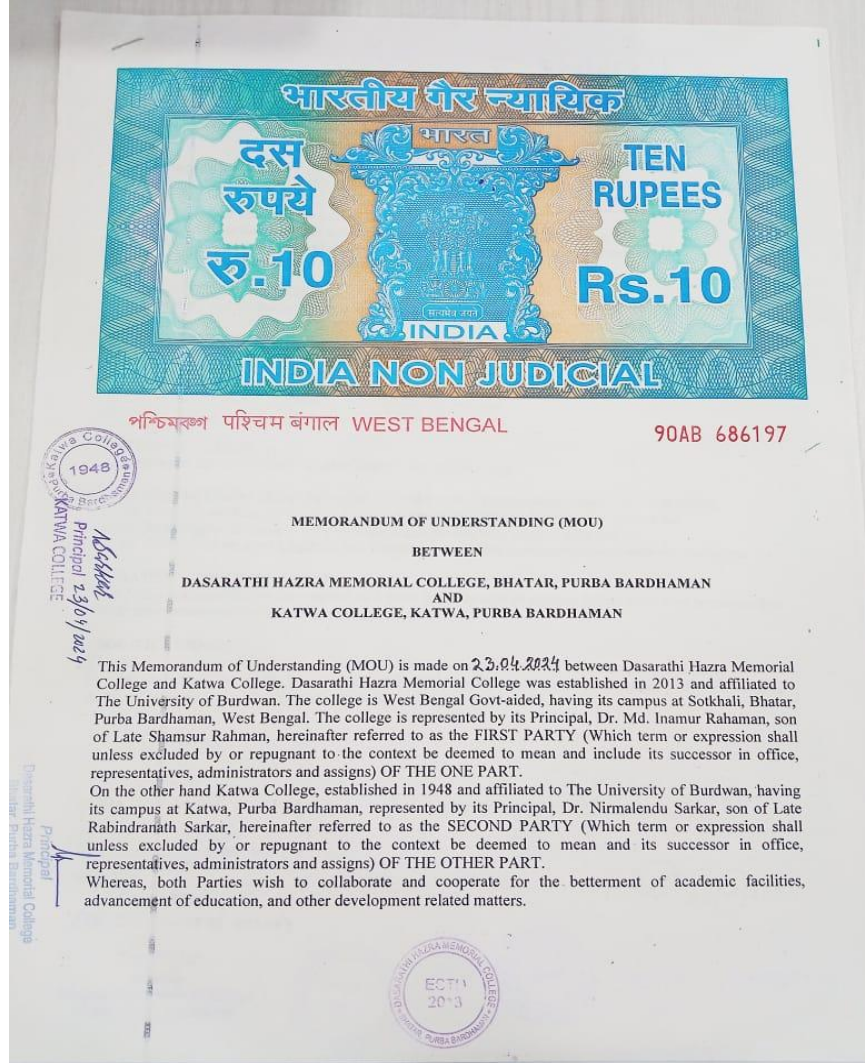 1
भारतीय गैर न्यायिक
भारत
दस
रुपये
रु.10
TEN
RUPEES
Rs.10
सत्यमेव जयते
INDIA
INDIA NON JUDICIAL
পশ্চিমবঙ্গ पश्चिम बंगाल WEST BENGAL
90AB 686197
Katwa College
1948
Purba Bardhaman
Principal 23/04/2024
KATWA COLLEGE
MEMORANDUM OF UNDERSTANDING (MOU)
BETWEEN
DASARATHI HAZRA MEMORIAL COLLEGE, BHATAR, PURBA BARDHAMAN
AND
KATWA COLLEGE, KATWA, PURBA BARDHAMAN
This Memorandum of Understanding (MOU) is made on 23.04.2024 between Dasarathi Hazra Memorial
College and Katwa College. Dasarathi Hazra Memorial College was established in 2013 and affiliated to
The University of Burdwan. The college is West Bengal Govt-aided, having its campus at Sotkhali, Bhatar,
Purba Bardhaman, West Bengal. The college is represented by its Principal, Dr. Md. Inamur Rahaman, son
of Late Shamsur Rahman, hereinafter referred to as the FIRST PARTY (Which term or expression shall
unless excluded by or repugnant to the context be deemed to mean and include its successor in office,
representatives, administrators and assigns) OF THE ONE PART.
On the other hand Katwa College, established in 1948 and affiliated to The University of Burdwan, having
its campus at Katwa, Purba Bardhaman, represented by its Principal, Dr. Nirmalendu Sarkar, son of Late
Rabindranath Sarkar, hereinafter referred to as the SECOND PARTY (Which term or expression shall
unless excluded by or repugnant to the context be deemed to mean and its successor in office,
representatives, administrators and assigns) OF THE OTHER PART.
Whereas, both Parties wish to collaborate and cooperate for the betterment of academic facilities,
advancement of education, and other development related matters.
Principal
Dasarathi Hazra Memorial College
Bhatar, Purba Bardhaman
DASARATHI HAZRA MEMORIAL COLLEGE
ESTD
2013
BHATAR, PURBA BARDHAMAN